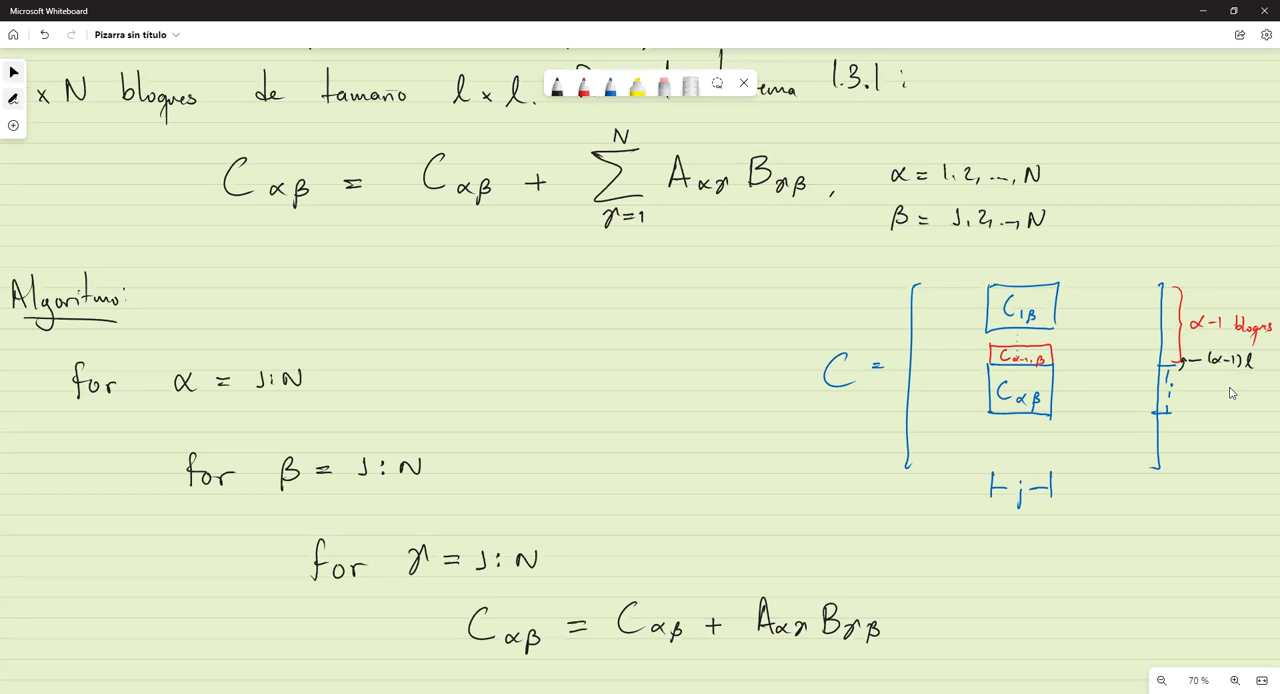 Microsoft Whiteboard
Pizarra sin título
x N bloques de tamaño l x l. ema 1.3.1 :
C αβ = C αβ + N Σ γ=1 A αγ B γβ , α = 1, 2, ..., N
β = 1, 2, ..., N
Algoritmo:
for α = 1:N
for β = 1:N
for γ = 1:N
C αβ = C αβ + A αγ B γβ
C =
C 1β
C α-1,β
C αβ
α-1 bloques
(α-1) l
i
j
70 %